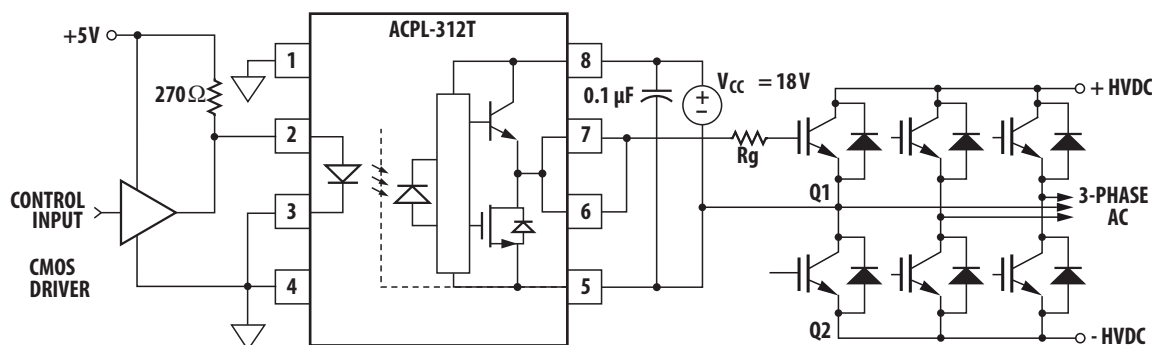 ACPL-312T
+5V
270 Ω
1
2
3
4
8
7
6
5
0.1 µF
VCC = 18V
+
−
Rg
+ HVDC
Q1
3-PHASE
AC
CONTROL
INPUT
CMOS
DRIVER
Q2
- HVDC